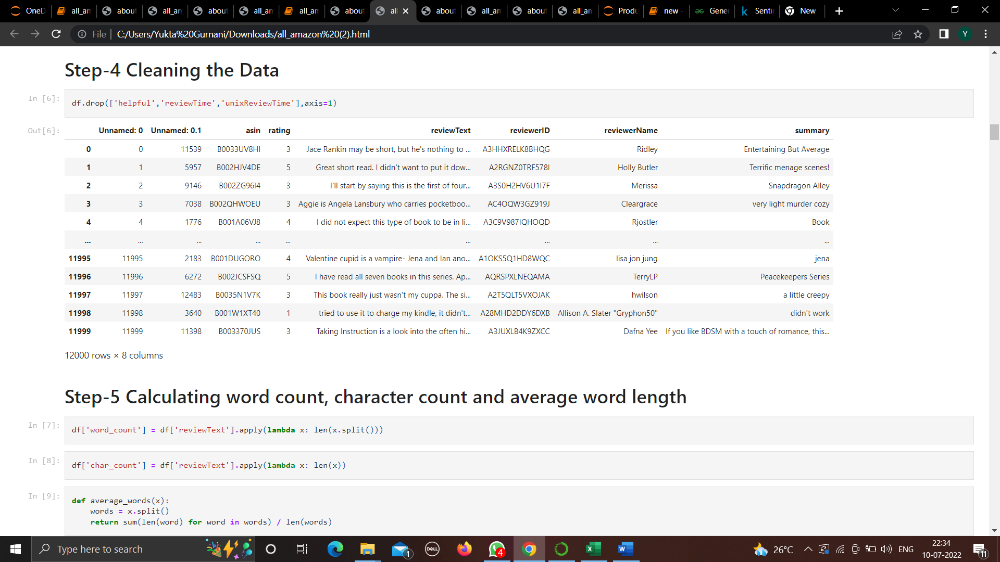 OneD all_am about all_am about all_am all_am about all about all_am about all_am Produ new - Gene Senti New
File C:/Users/Yukta%20Gurnani/Downloads/all_amazon%20(2).html Y
Step-4 Cleaning the Data
In [6]: df.drop(['helpful','reviewTime','unixReviewTime'],axis=1)
Out[6]: Unnamed: 0 Unnamed: 0.1 asin rating reviewText reviewerID reviewerName summary
0 0 11539 B0033UV8HI 3 Jace Rankin may be short, but he's nothing to ... A3HHXRELK8BHQG Ridley Entertaining But Average
1 1 5957 B002HJV4DE 5 Great short read. I didn't want to put it dow... A2RGNZ0TRF578I Holly Butler Terrific menage scenes!
2 2 9146 B002ZG96I4 3 I'll start by saying this is the first of four... A3S0H2HV6U1I7F Merissa Snapdragon Alley
3 3 7038 B002QHWOEU 3 Aggie is Angela Lansbury who carries pocketboo... AC4OQW3GZ919J Cleargrace very light murder cozy
4 4 1776 B001A06VJ8 4 I did not expect this type of book to be in li... A3C9V987IQHOQD Rjostler Book
... ... ... ... ... ... ... ... ...
11995 11995 2183 B001DUGORO 4 Valentine cupid is a vampire- Jena and Ian ano... A1OKS5Q1HD8WQC lisa jon jung jena
11996 11996 6272 B002JCSFSQ 5 I have read all seven books in this series. Ap... AQRSPXLNEQAMA TerryLP Peacekeepers Series
11997 11997 12483 B0035N1V7K 3 This book really just wasn't my cuppa. The si... A2T5QLT5VXOJAK hwilson a little creepy
11998 11998 3640 B001W1XT40 1 tried to use it to charge my kindle, it didn't... A28MHD2DDY6DXB Allison A. Slater "Gryphon50" didn't work
11999 11999 11398 B003370JUS 3 Taking Instruction is a look into the often hi... A3JUXLB4K9ZXCC Dafna Yee If you like BDSM with a touch of romance, this...
12000 rows × 8 columns
Step-5 Calculating word count, character count and average word length
In [7]: df['word_count'] = df['reviewText'].apply(lambda x: len(x.split()))
In [8]: df['char_count'] = df['reviewText'].apply(lambda x: len(x))
In [9]: def average_words(x):
words = x.split()
return sum(len(word) for word in words) / len(words)
Type here to search DELL 1 4 26°C ENG 22:34
10-07-2022 11